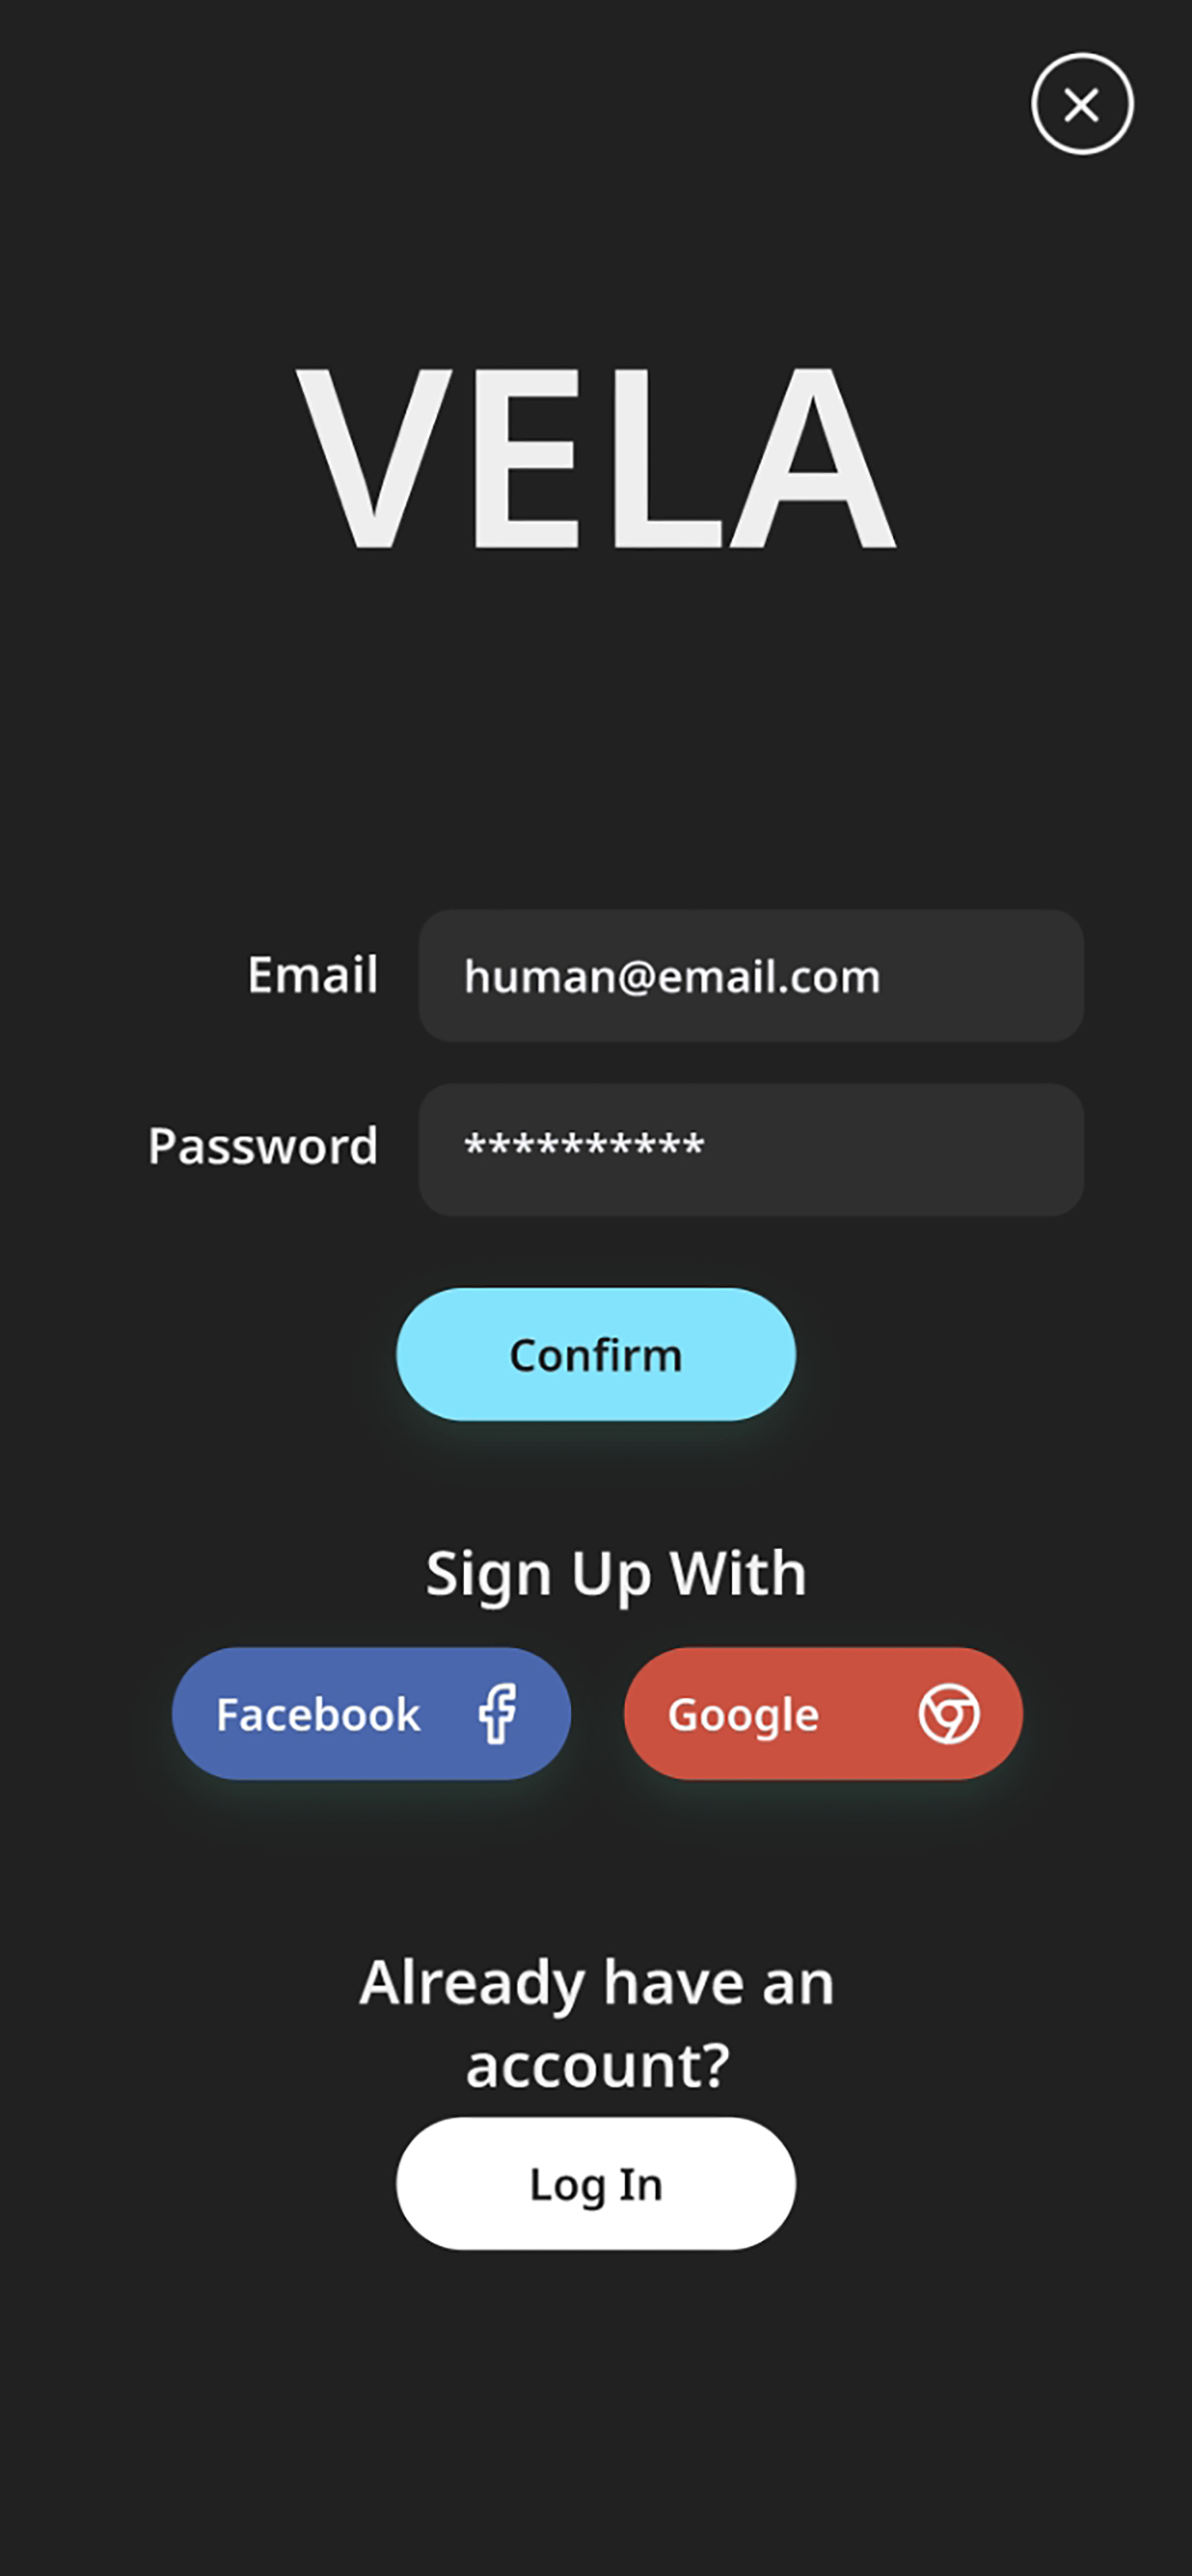 VELA
Email
human@email.com
Password
**********
Confirm
Sign Up With
Facebook
Google
Already have an
account?
Log In